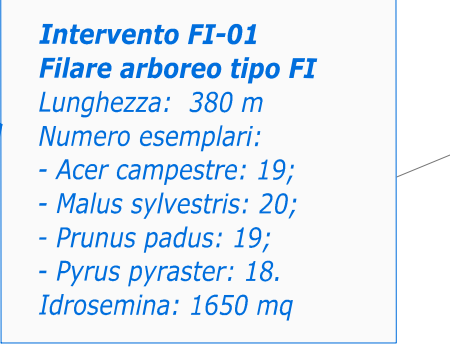 Intervento FI-01
Filare arboreo tipo FI
Lunghezza:  380 m
Numero esemplari:
- Acer campestre: 19;
- Malus sylvestris: 20;
- Prunus padus: 19;
- Pyrus pyraster: 18.
Idrosemina: 1650 mq